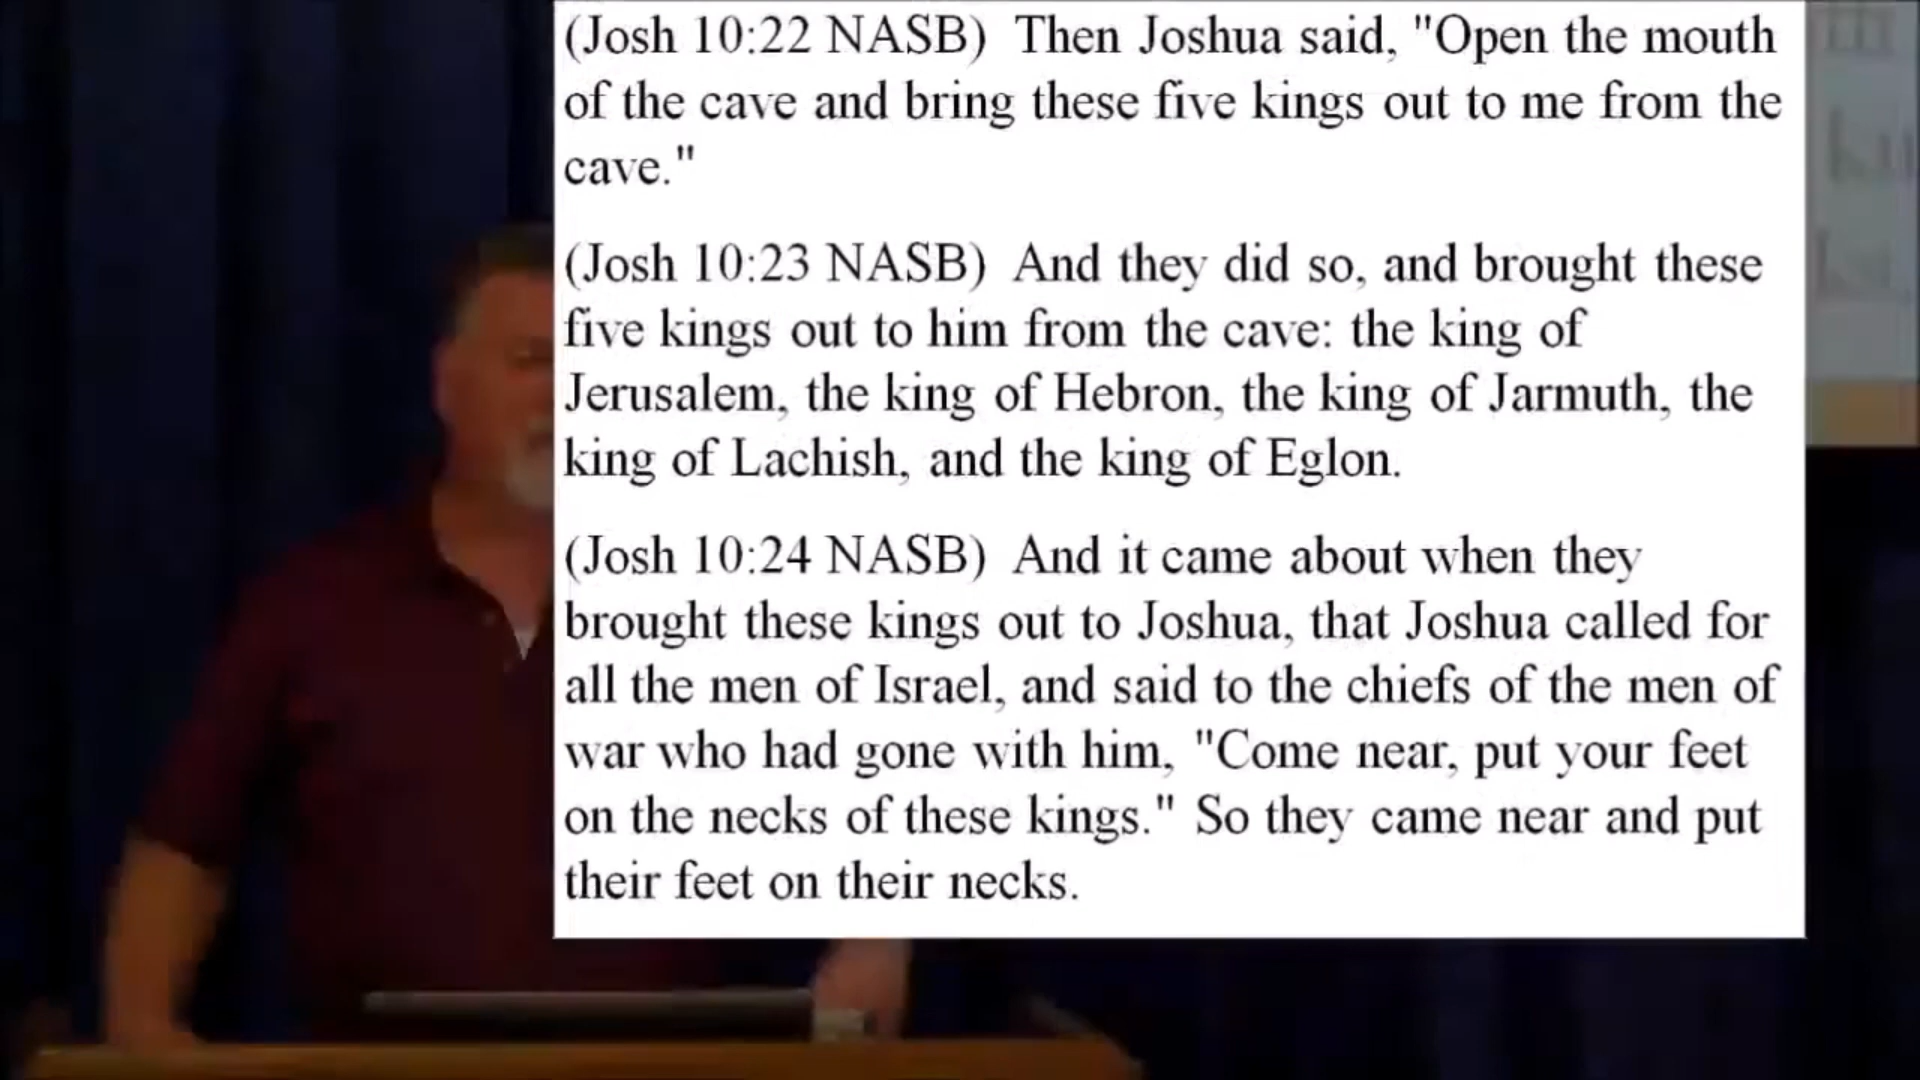 (Josh 10:22 NASB) Then Joshua said, "Open the mouth
of the cave and bring these five kings out to me from the
cave."
(Josh 10:23 NASB) And they did so, and brought these
five kings out to him from the cave: the king of
Jerusalem, the king of Hebron, the king of Jarmuth, the
king of Lachish, and the king of Eglon.
(Josh 10:24 NASB) And it came about when they
brought these kings out to Joshua, that Joshua called for
all the men of Israel, and said to the chiefs of the men of
war who had gone with him, "Come near, put your feet
on the necks of these kings." So they came near and put
their feet on their necks.